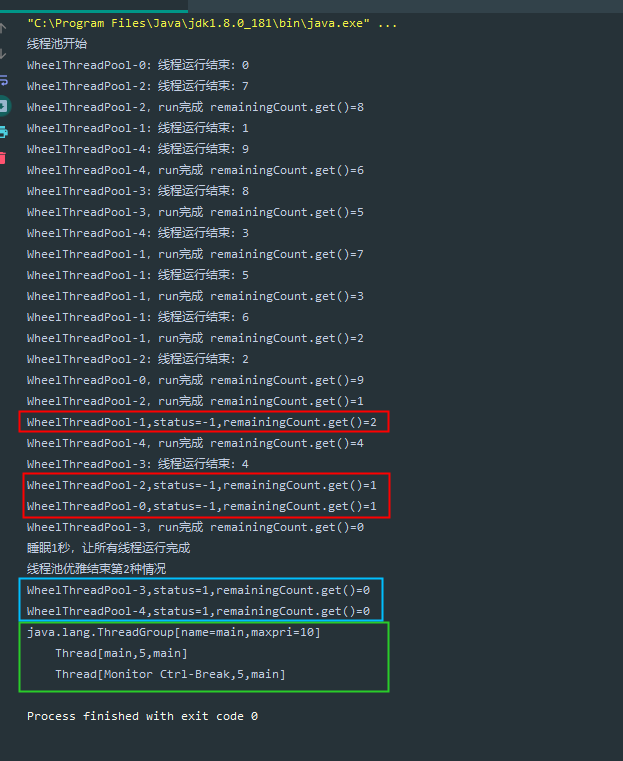 "C:\Program Files\Java\jdk1.8.0_181\bin\java.exe" ...
线程池开始
WheelThreadPool-0: 线程运行结束: 0
WheelThreadPool-2: 线程运行结束: 7
WheelThreadPool-2, run完成 remainingCount.get()=8
WheelThreadPool-1: 线程运行结束: 1
WheelThreadPool-4: 线程运行结束: 9
WheelThreadPool-4, run完成 remainingCount.get()=6
WheelThreadPool-3: 线程运行结束: 8
WheelThreadPool-3, run完成 remainingCount.get()=5
WheelThreadPool-4: 线程运行结束: 3
WheelThreadPool-1, run完成 remainingCount.get()=7
WheelThreadPool-1: 线程运行结束: 5
WheelThreadPool-1, run完成 remainingCount.get()=3
WheelThreadPool-1: 线程运行结束: 6
WheelThreadPool-1, run完成 remainingCount.get()=2
WheelThreadPool-2: 线程运行结束: 2
WheelThreadPool-0, run完成 remainingCount.get()=9
WheelThreadPool-2, run完成 remainingCount.get()=1
WheelThreadPool-1,status=-1,remainingCount.get()=2
WheelThreadPool-4, run完成 remainingCount.get()=4
WheelThreadPool-3: 线程运行结束: 4
WheelThreadPool-2,status=-1,remainingCount.get()=1
WheelThreadPool-0,status=-1,remainingCount.get()=1
WheelThreadPool-3, run完成 remainingCount.get()=0
睡眠1秒, 让所有线程运行完成
线程池优雅结束第2种情况
WheelThreadPool-3,status=1,remainingCount.get()=0
WheelThreadPool-4,status=1,remainingCount.get()=0
java.lang.ThreadGroup[name=main,maxpri=10]
Thread[main,5,main]
Thread[Monitor Ctrl-Break,5,main]
Process finished with exit code 0